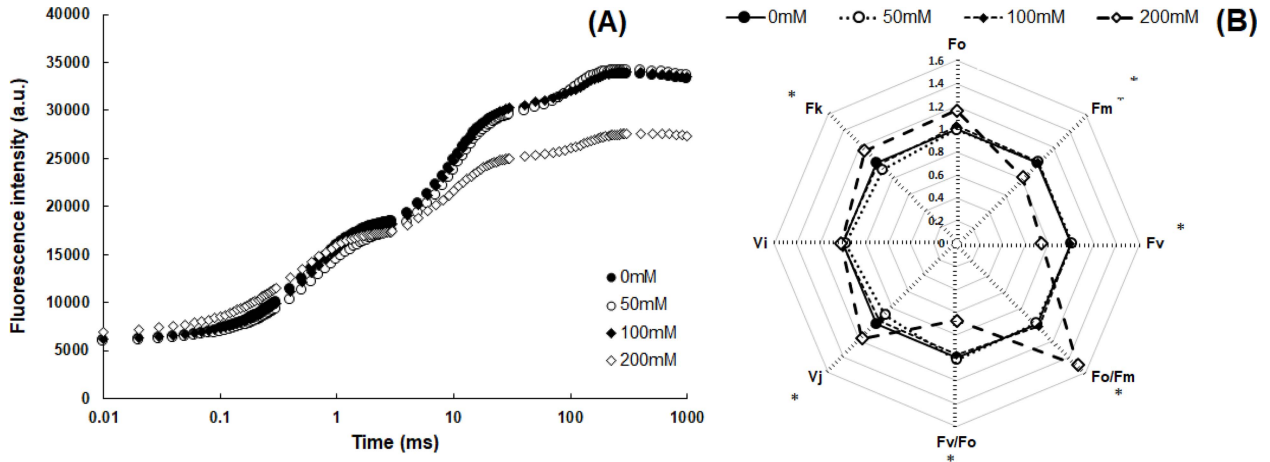 40000
35000
30000
25000
20000
15000
10000
5000
0
Fluorescence intensity (a.u.)
0.01 0.1 1 10 100 1000
Time (ms)
(A)
0mM
50mM
100mM
200mM
0mM 50mM 100mM 200mM
(B)
Fo
1.6
1.4
1.2
1
0.8
0.6
0.4
0.2
0
Fm *
*
Fv *
Fo/Fm
*
Fv/Fo
*
Vj
*
Vi
* Fk